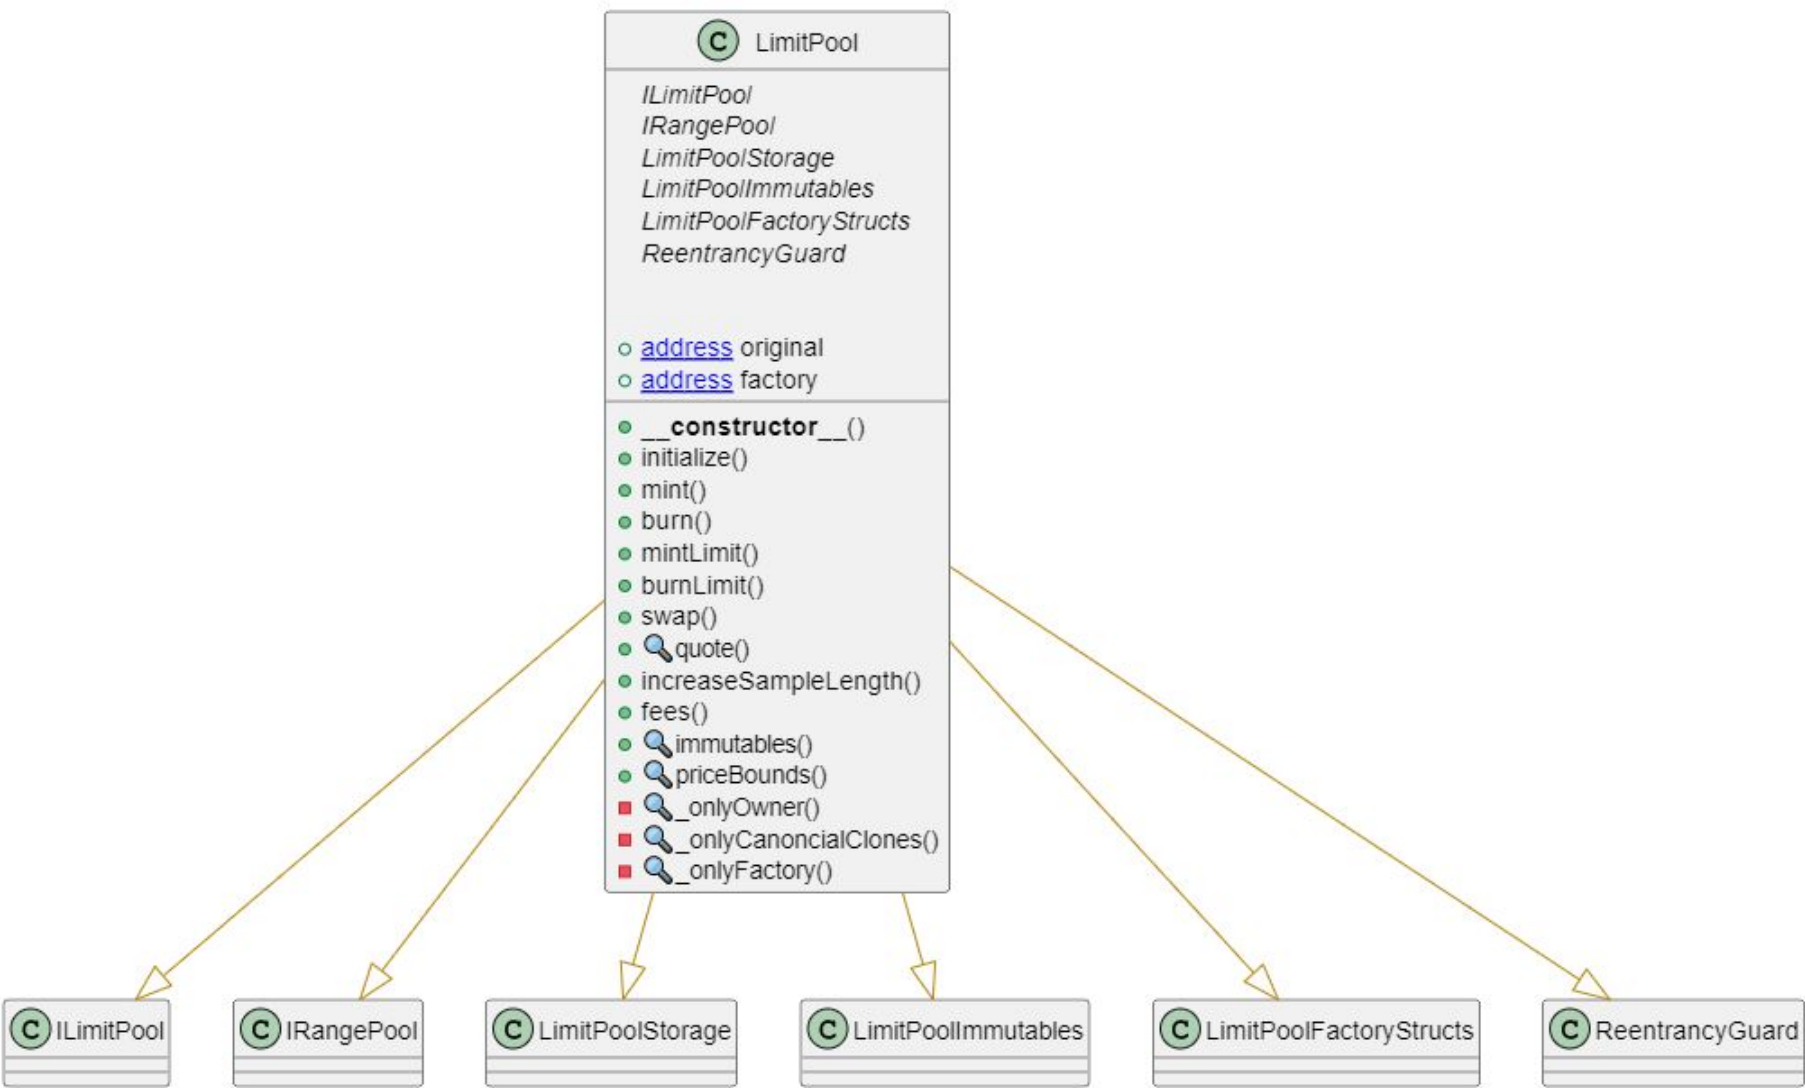 C LimitPool
ILimitPool
IRangePool
LimitPoolStorage
LimitPoolImmutables
LimitPoolFactoryStructs
ReentrancyGuard
address original
address factory
__constructor__()
initialize()
mint()
burn()
mintLimit()
burnLimit()
swap()
quote()
increaseSampleLength()
fees()
immutables()
priceBounds()
_onlyOwner()
_onlyCanoncialClones()
_onlyFactory()
C ILimitPool
C IRangePool
C LimitPoolStorage
C LimitPoolImmutables
C LimitPoolFactoryStructs
C ReentrancyGuard